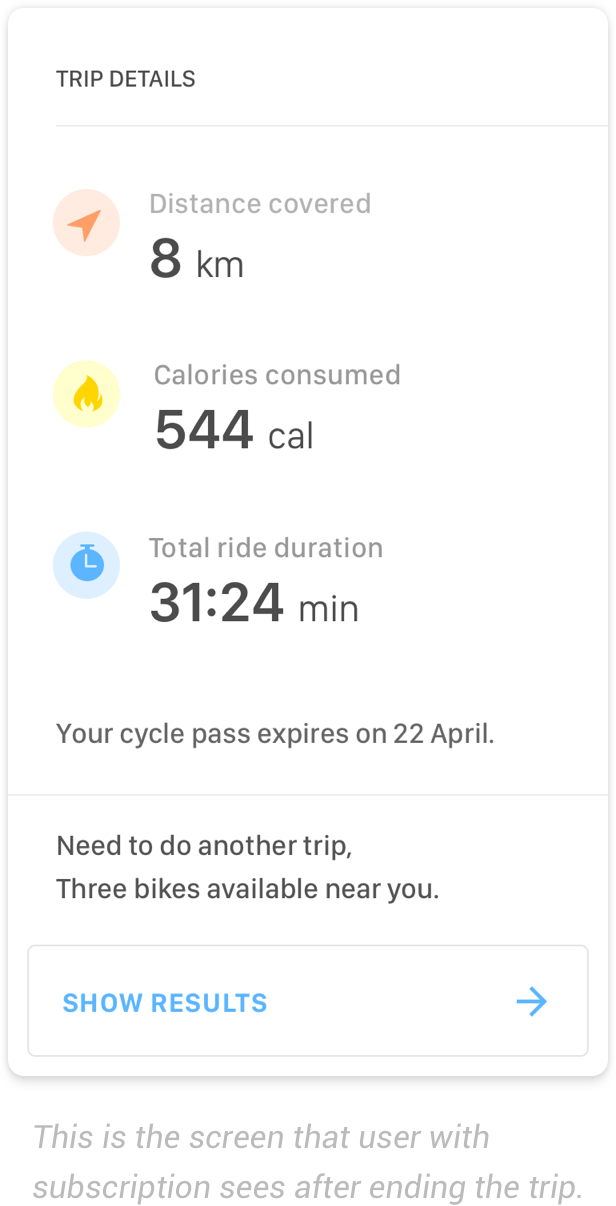 TRIP DETAILS
Distance covered
8 km
Calories consumed
544 cal
Total ride duration
31:24 min
Your cycle pass expires on 22 April.
Need to do another trip,
Three bikes available near you.
SHOW RESULTS
This is the screen that user with
subscription sees after ending the trip.